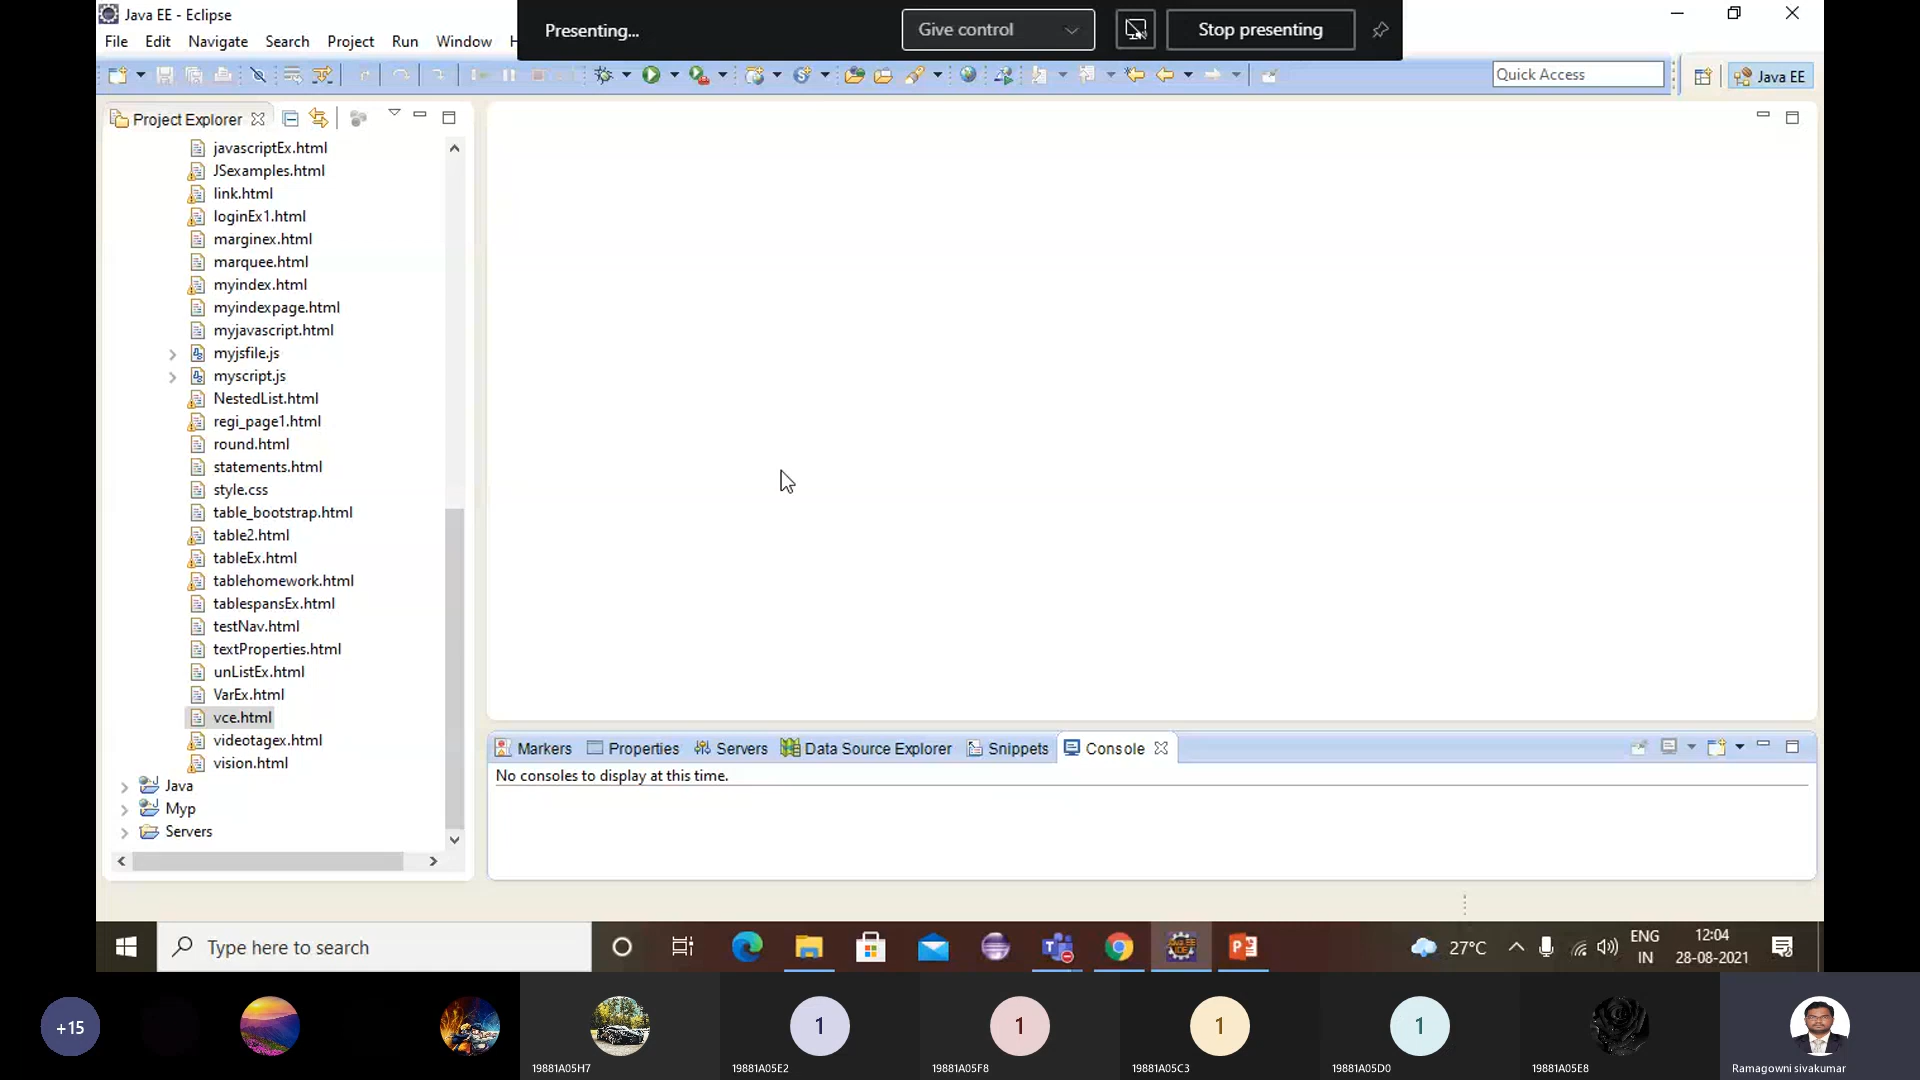 Java EE - Eclipse
Presenting...
Give control
Stop presenting
File Edit Navigate Search Project Run Window
Quick Access
Java EE
Project Explorer
javascriptEx.html
JSexamples.html
link.html
loginEx1.html
marginex.html
marquee.html
myindex.html
myindexpage.html
myjavascript.html
myjsfile.js
myscript.js
NestedList.html
regi_page1.html
round.html
statements.html
style.css
table_bootstrap.html
table2.html
tableEx.html
tablehomework.html
tablespansEx.html
testNav.html
textProperties.html
unListEx.html
VarEx.html
vce.html
videotagex.html
vision.html
Java
Myp
Servers
Markers Properties Servers Data Source Explorer Snippets Console
No consoles to display at this time.
Type here to search
27°C
ENG
IN
12:04
28-08-2021
+15
1
1
1
1
19881A05H7
19881A05E2
19881A05F8
19881A05C3
19881A05D0
19881A05E8
Ramagowni sivakumar